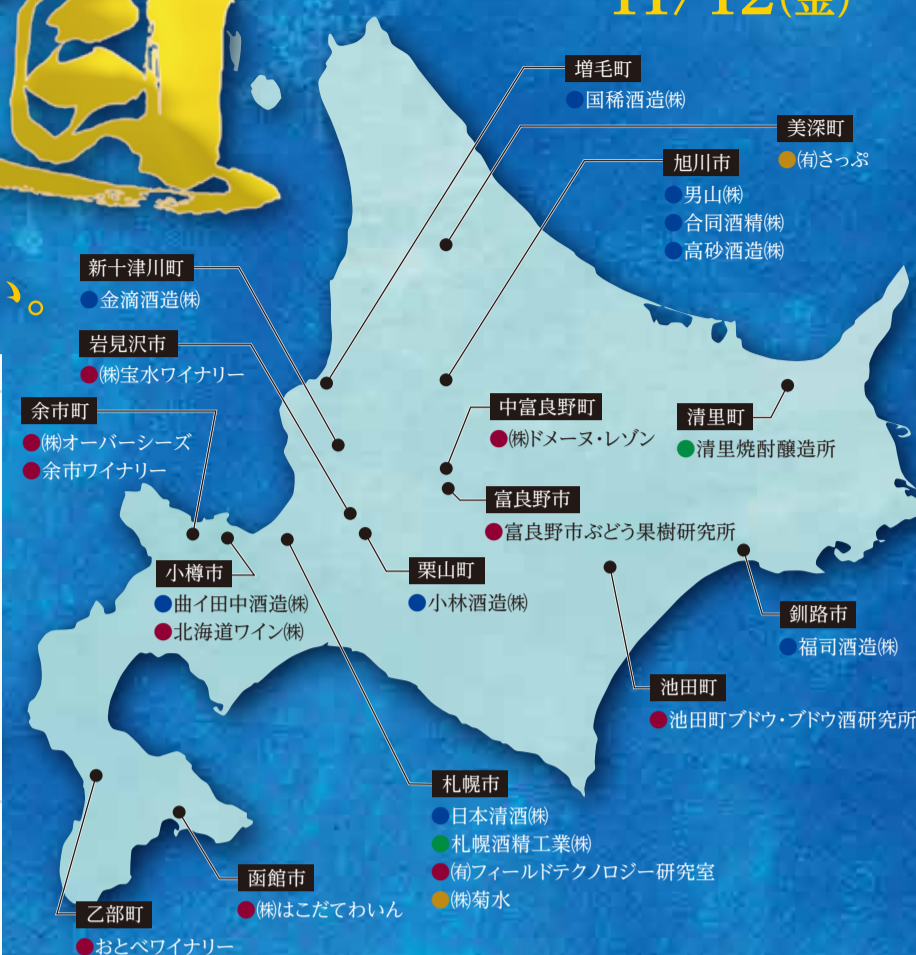 11/12(金)
増毛町
国稀酒造㈱
美深町
㈲さっぷ
旭川市
男山㈱
合同酒精㈱
高砂酒造㈱
新十津川町
金滴酒造㈱
岩見沢市
㈱宝水ワイナリー
余市町
㈱オーバーシーズ
余市ワイナリー
中富良野町
㈱ドメーヌ・レゾン
清里町
清里焼酎醸造所
富良野市
富良野市ぶどう果樹研究所
小樽市
曲イ田中酒造㈱
北海道ワイン㈱
栗山町
小林酒造㈱
釧路市
福司酒造㈱
池田町
池田町ブドウ・ブドウ酒研究所
札幌市
日本清酒㈱
札幌酒精工業㈱
㈲フィールドテクノロジー研究室
㈱菊水
函館市
㈱はこだてわいん
乙部町
おとべワイナリー